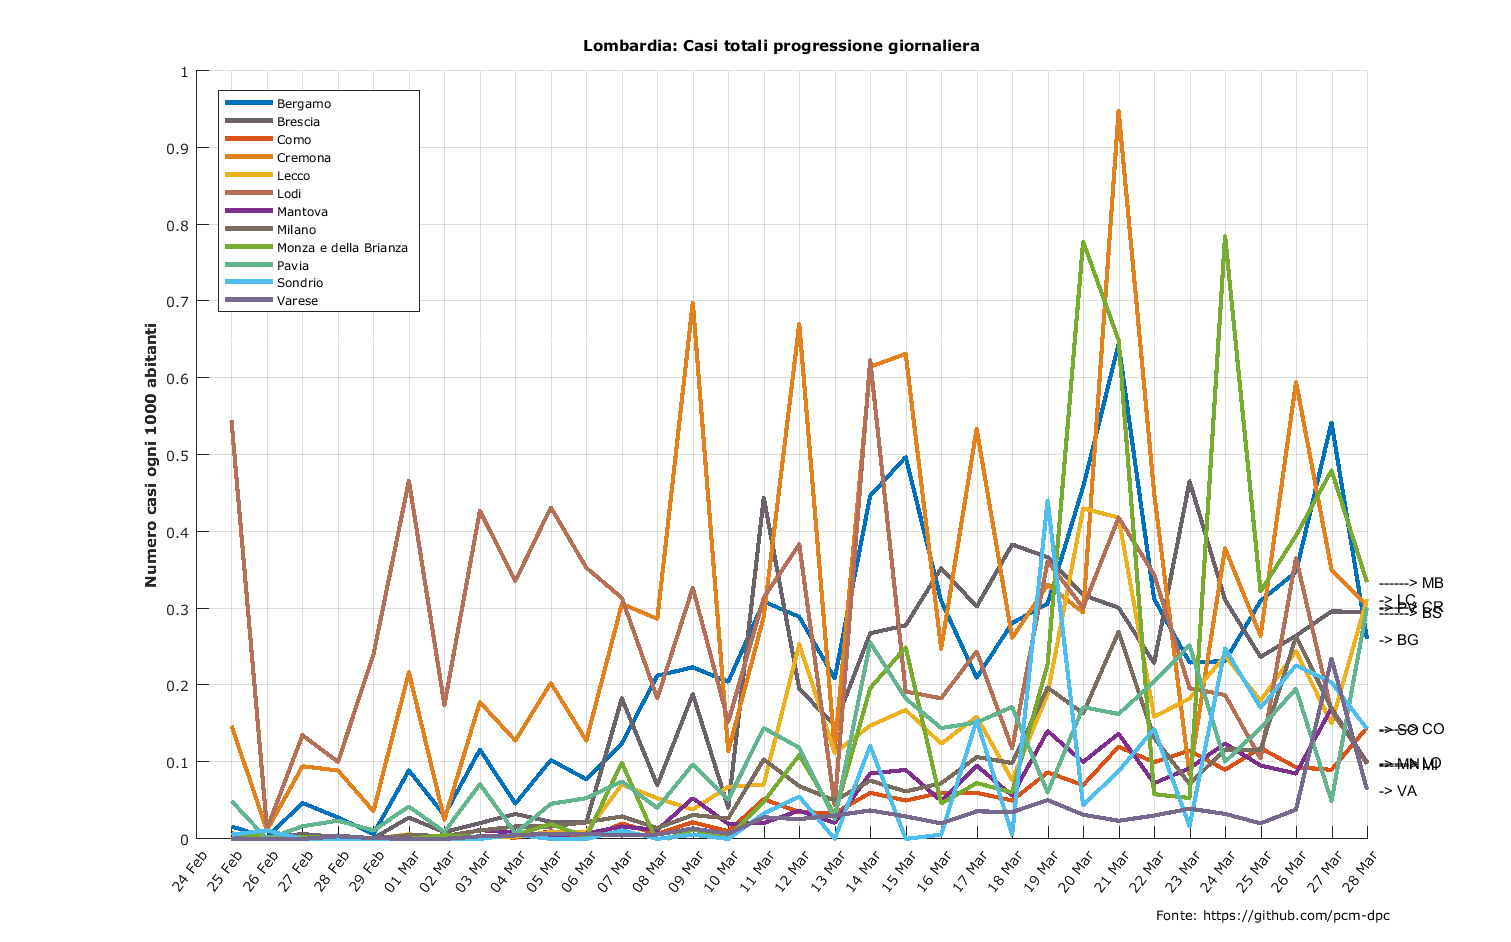 Lombardia: Casi totali progressione giornaliera
Numero casi ogni 1000 abitanti
1
0.9
0.8
0.7
0.6
0.5
0.4
0.3
0.2
0.1
0
Bergamo
Brescia
Como
Cremona
Lecco
Lodi
Mantova
Milano
Monza e della Brianza
Pavia
Sondrio
Varese
------> MB
-> LC
CR
------> BS
-> BG
-> SO
CO
-> VA
24 Feb
25 Feb
26 Feb
27 Feb
28 Feb
29 Feb
01 Mar
02 Mar
03 Mar
04 Mar
05 Mar
06 Mar
07 Mar
08 Mar
09 Mar
10 Mar
11 Mar
12 Mar
13 Mar
14 Mar
15 Mar
16 Mar
17 Mar
18 Mar
19 Mar
20 Mar
21 Mar
22 Mar
23 Mar
24 Mar
25 Mar
26 Mar
27 Mar
28 Mar
Fonte: https://github.com/pcm-dpc